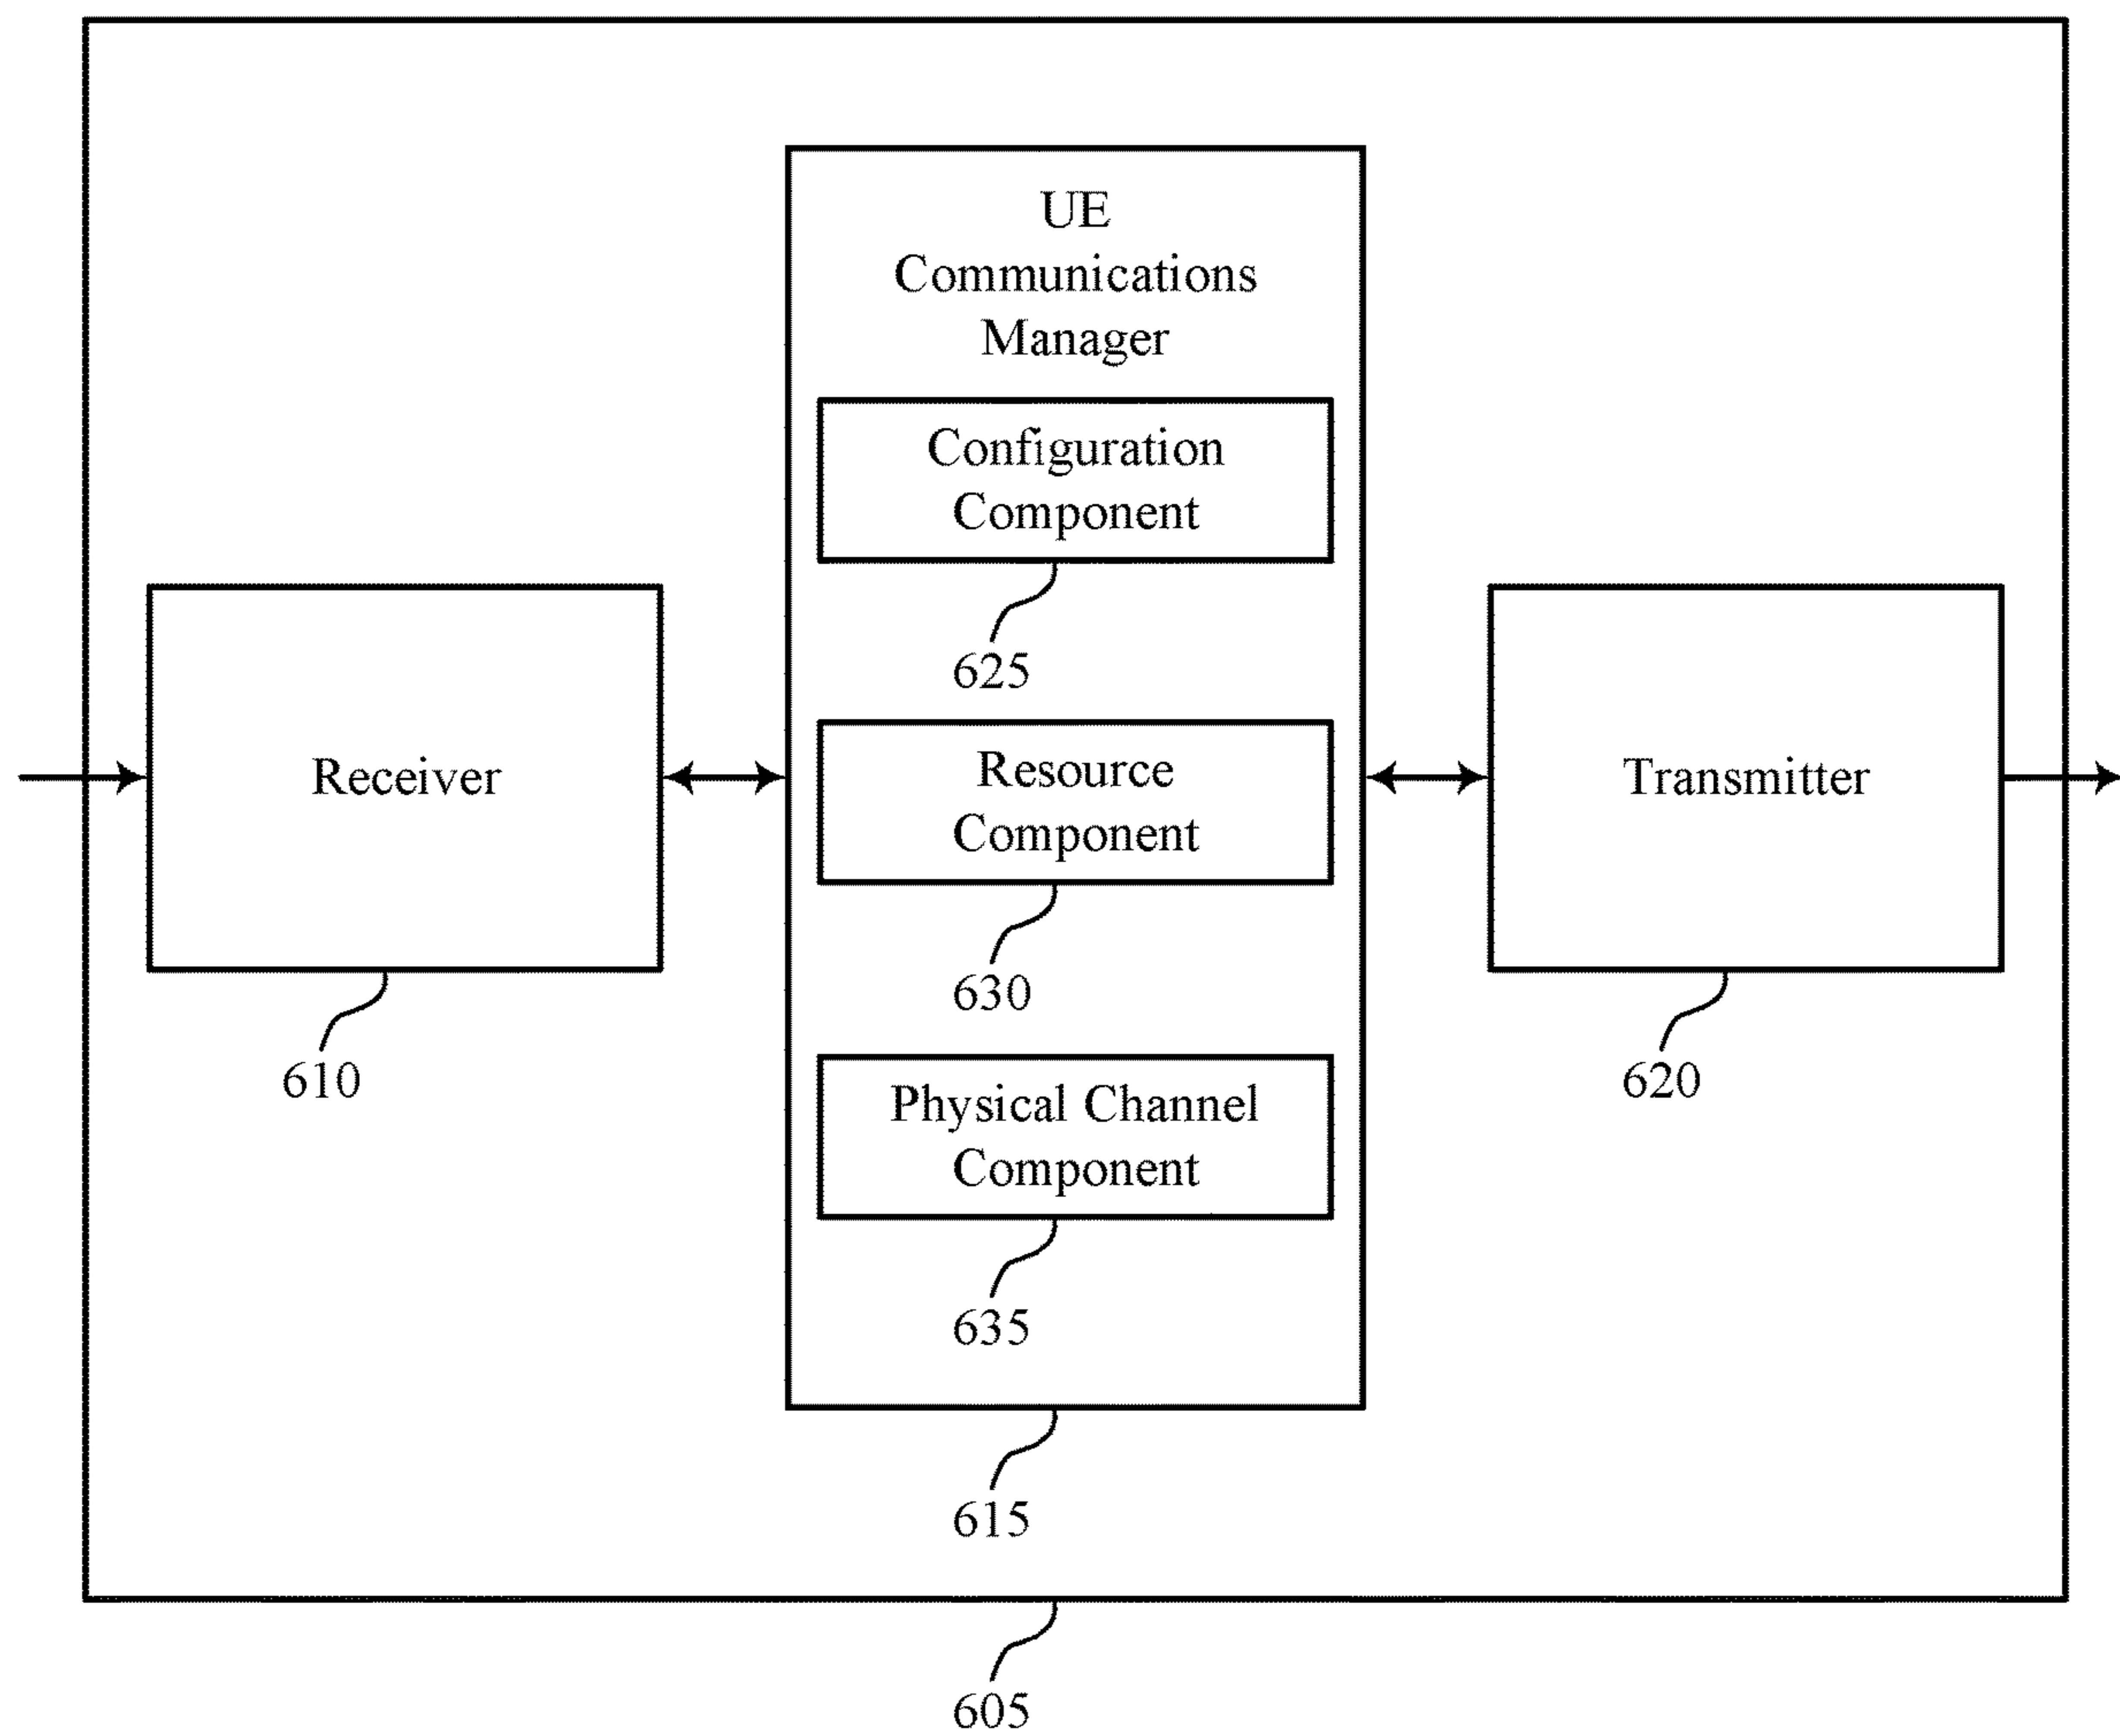 UE
Communications
Manager
Configuration
Component
625
Receiver
610
Resource
Component
630
Transmitter
620
Physical Channel
Component
635
615
605